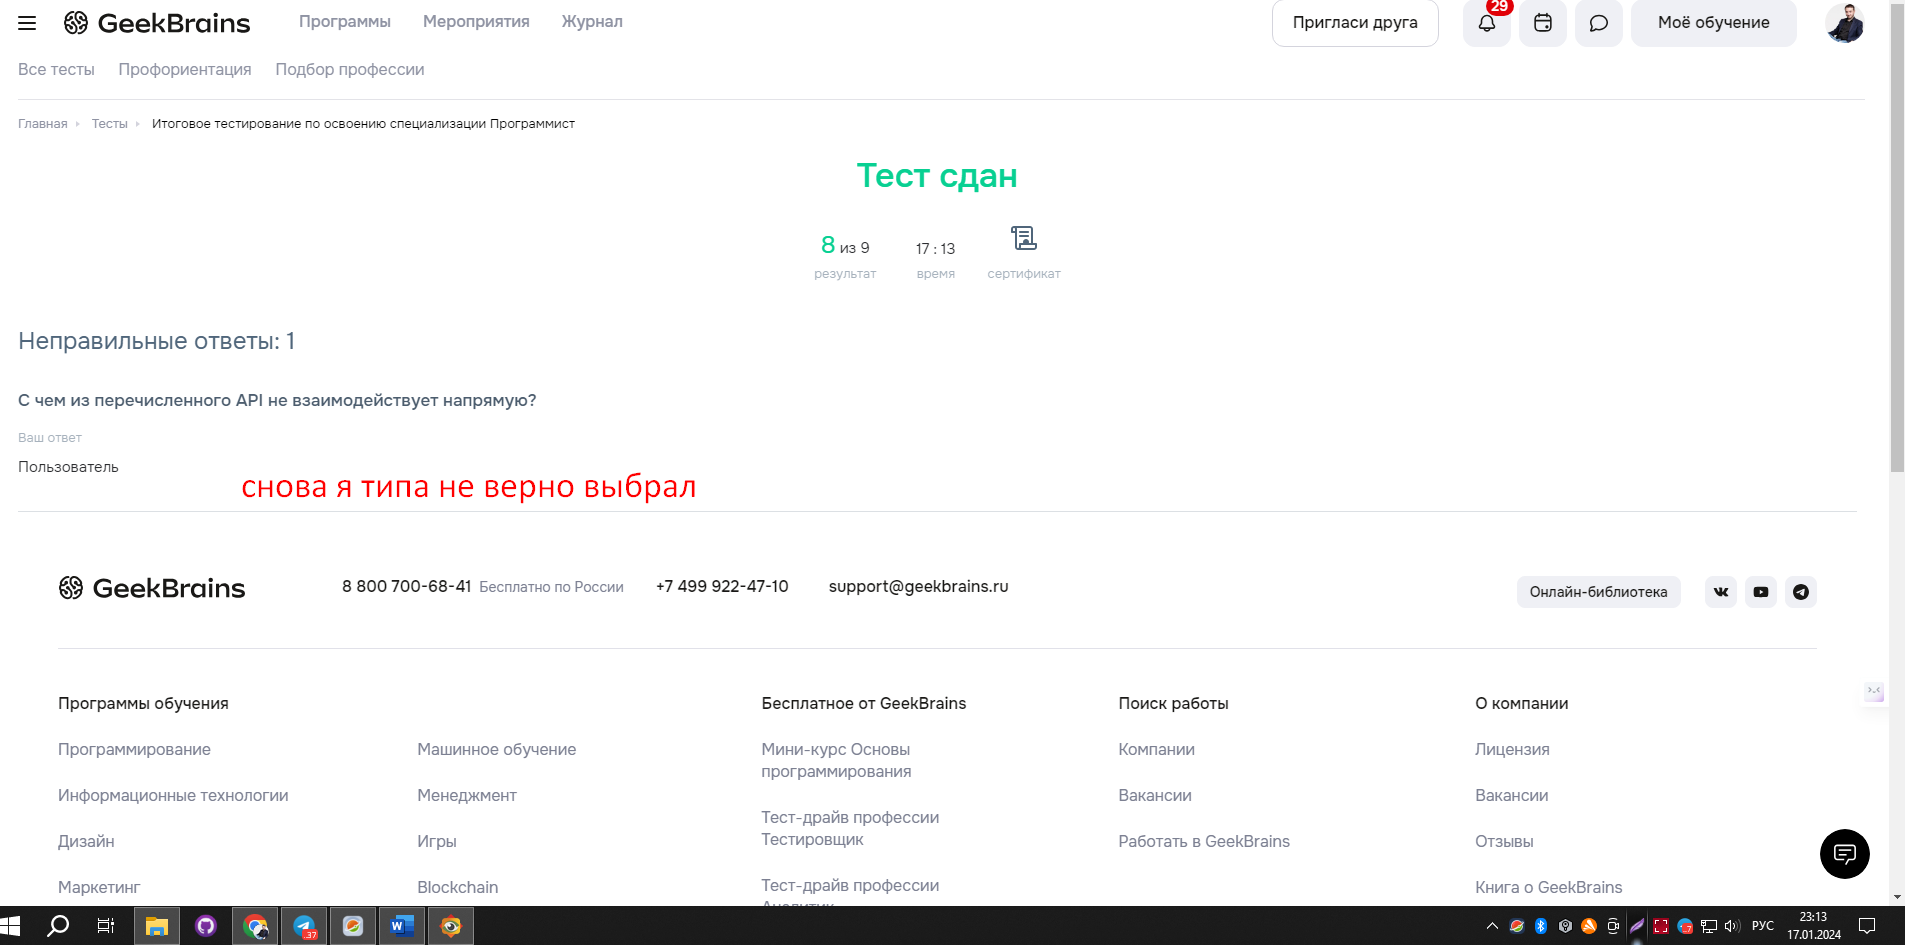 GeekBrains
Программы
Мероприятия
Журнал
Пригласи друга
29
Моё обучение
Все тесты
Профориентация
Подбор профессии
Главная
Тесты
Итоговое тестирование по освоению специализации Программист
Тест сдан
8 из 9
17 : 13
результат
время
сертификат
Неправильные ответы: 1
С чем из перечисленного API не взаимодействует напрямую?
Ваш ответ
Пользователь
снова я типа не верно выбрал
GeekBrains
8 800 700-68-41 Бесплатно по России
+7 499 922-47-10
support@geekbrains.ru
Онлайн-библиотека
Программы обучения
Программирование
Информационные технологии
Дизайн
Маркетинг
Машинное обучение
Менеджмент
Игры
Blockchain
Бесплатное от GeekBrains
Мини-курс Основы
программирования
Тест-драйв профессии
Тестировщик
Тест-драйв профессии
Аналитик
Поиск работы
Компании
Вакансии
Работать в GeekBrains
О компании
Лицензия
Вакансии
Отзывы
Книга о GeekBrains
РУС
23:13
17.01.2024